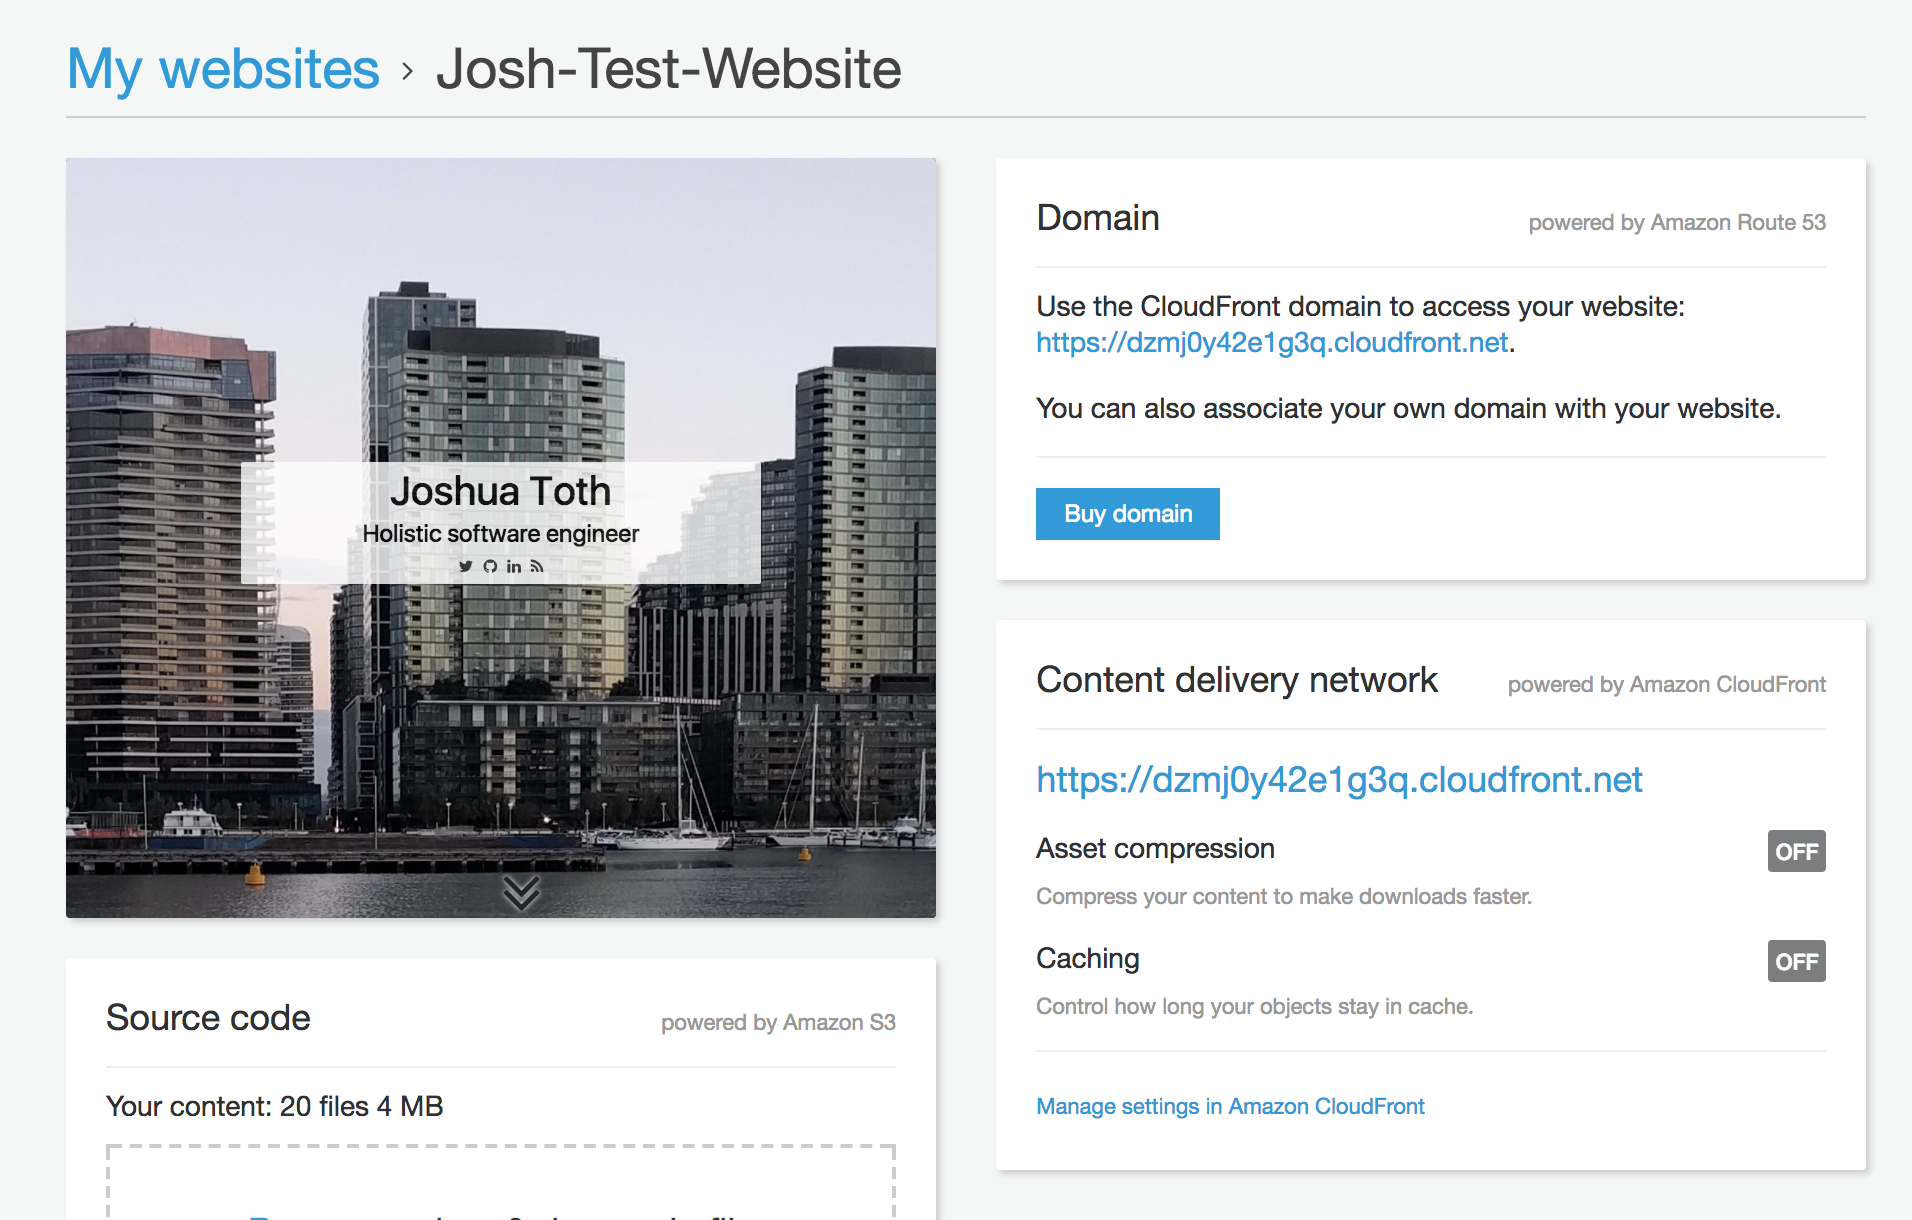 My websites › Josh-Test-Website
Joshua Toth
Holistic software engineer
Source code
powered by Amazon S3
Your content: 20 files 4 MB
Domain
powered by Amazon Route 53
Use the CloudFront domain to access your website:
https://dzmj0y42e1g3q.cloudfront.net.
You can also associate your own domain with your website.
Buy domain
Content delivery network
powered by Amazon CloudFront
https://dzmj0y42e1g3q.cloudfront.net
Asset compression
OFF
Compress your content to make downloads faster.
Caching
OFF
Control how long your objects stay in cache.
Manage settings in Amazon CloudFront